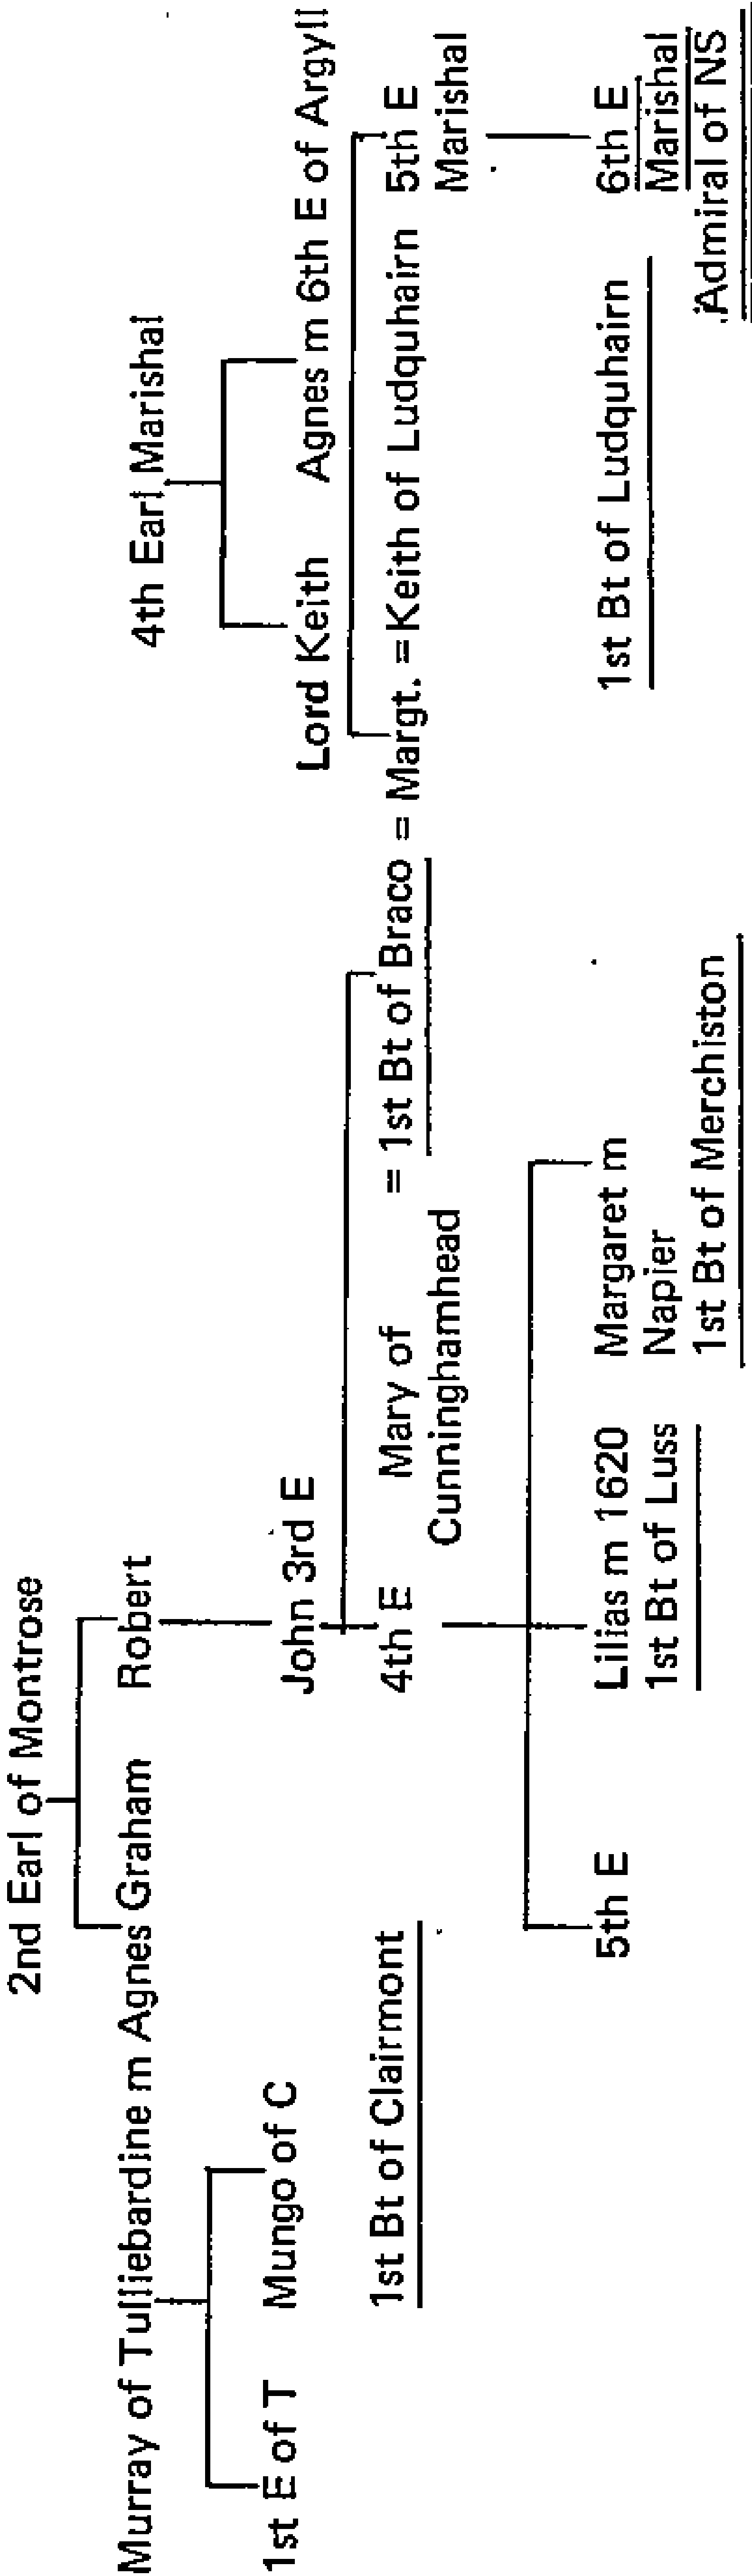 2nd Earl of Montrose
4th Earl Marishal
Murray of Tulliebardine m Agnes Graham Robert
1st E of T Mungo of C
John 3rd E
Lord Keith Agnes m 6th E of Argyll
1st Bt of Clairmont
4th E
Mary of
Cunninghamhead
= 1st Bt of Braco = Margt. = Keith of Ludquhairn
5th E
Marishal
5th E
Lilias m 1620
1st Bt of Luss
Margaret m
Napier
1st Bt of Merchiston
1st Bt of Ludquhairn
6th E
Marishal
Admiral of NS